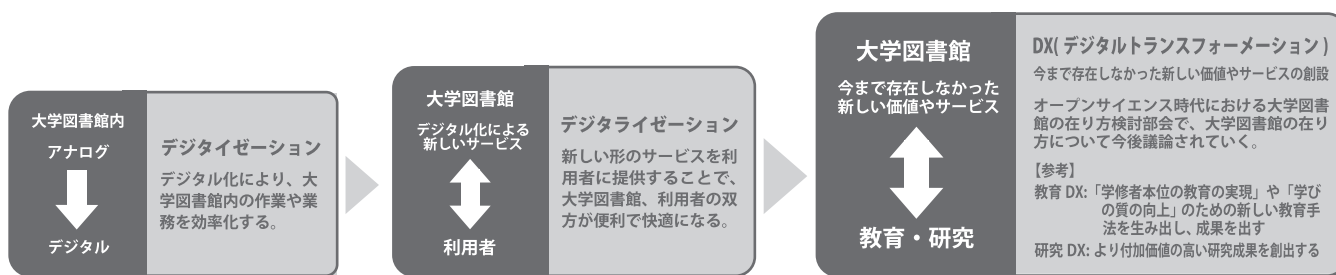 大学図書館内
アナログ
デジタル
デジタイゼーション
デジタル化により、大
学図書館内の作業や業
務を効率化する。
大学図書館
デジタル化による
新しいサービス
利用者
デジタライゼーション
新しい形のサービスを利
用者に提供することで、
大学図書館、利用者の双
方が便利で快適になる。
大学図書館
今まで存在しなかった
新しい価値やサービス
教育・研究
DX(デジタルトランスフォーメーション)
今まで存在しなかった新しい価値やサービスの創設
オープンサイエンス時代における大学図書
館の在り方検討部会で、大学図書館の在り
方について今後議論されていく。
【参考】
教育 DX:「学修者本位の教育の実現」や「学び
の質の向上」のための新しい教育手
法を生み出し、成果を出す
研究 DX: より付加価値の高い研究成果を創出する